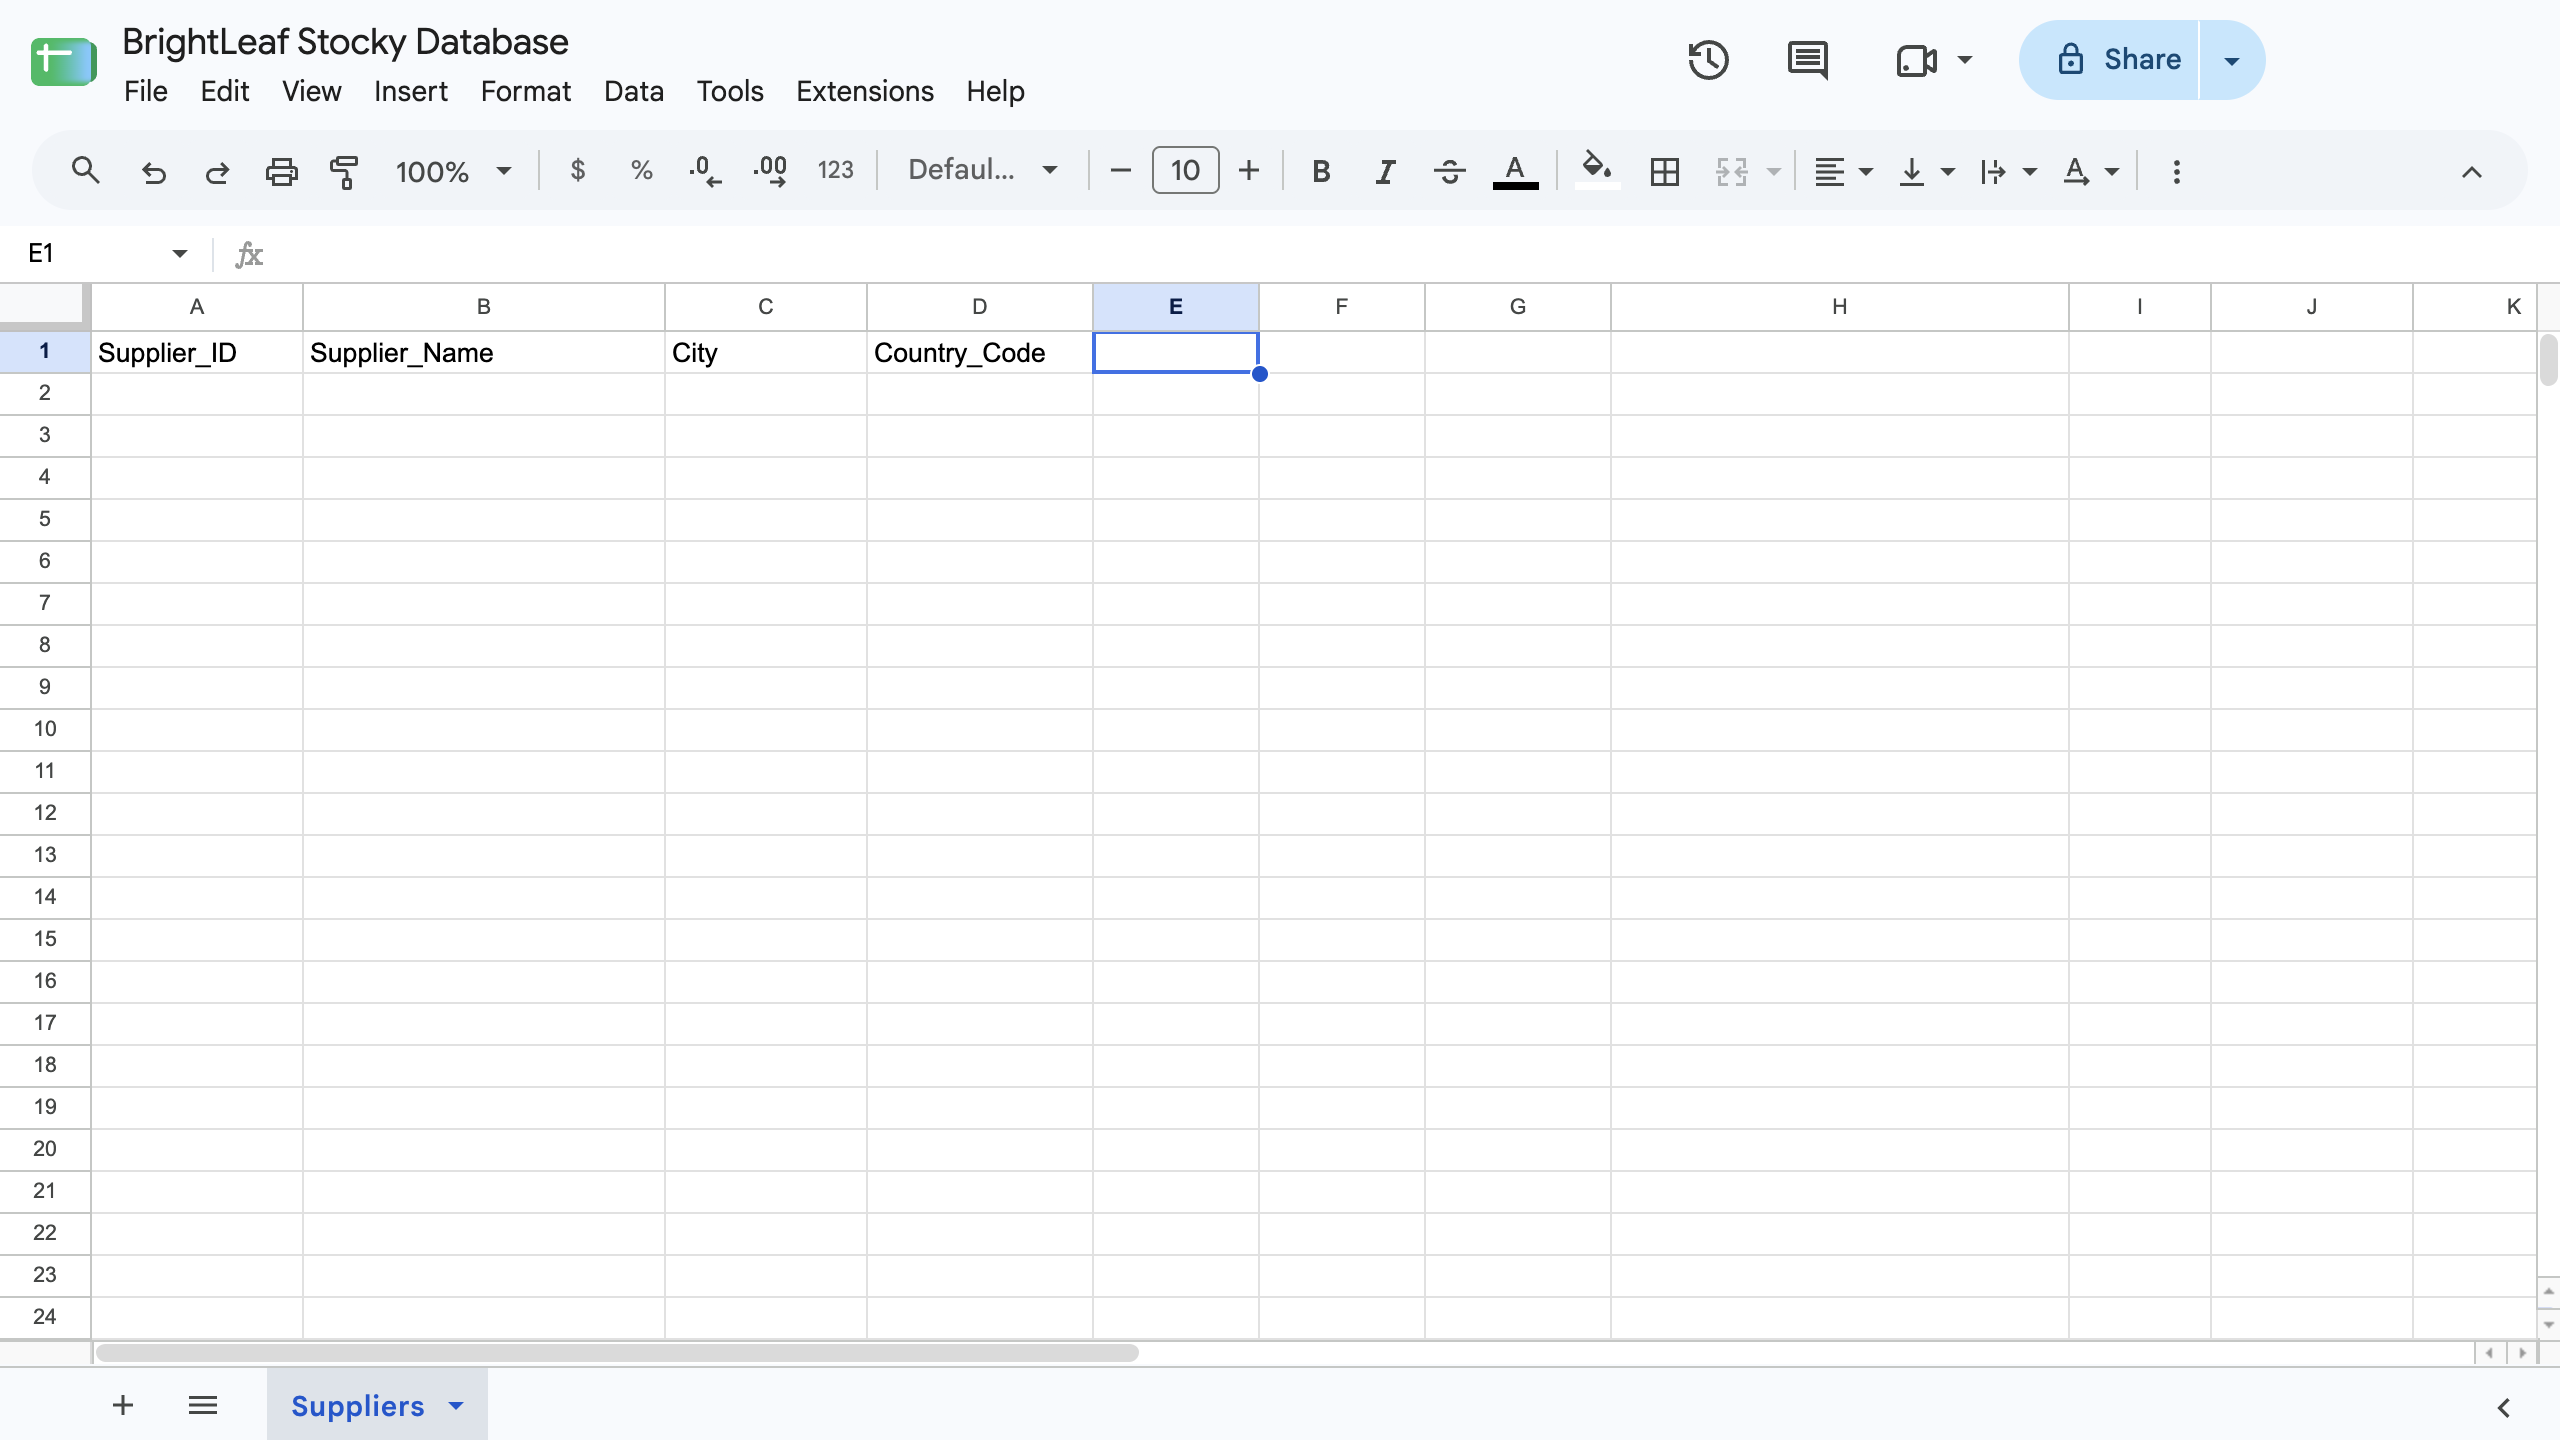 BrightLeaf Stocky Database
File Edit View Insert Format Data Tools Extensions Help
Share
100% $ % .0 .00 123 Defaul... 10 B I S A A
E1 fx
A B C D E F G H I J K
1 Supplier_ID Supplier_Name City Country_Code
2
3
4
5
6
7
8
9
10
11
12
13
14
15
16
17
18
19
20
21
22
23
24
Suppliers